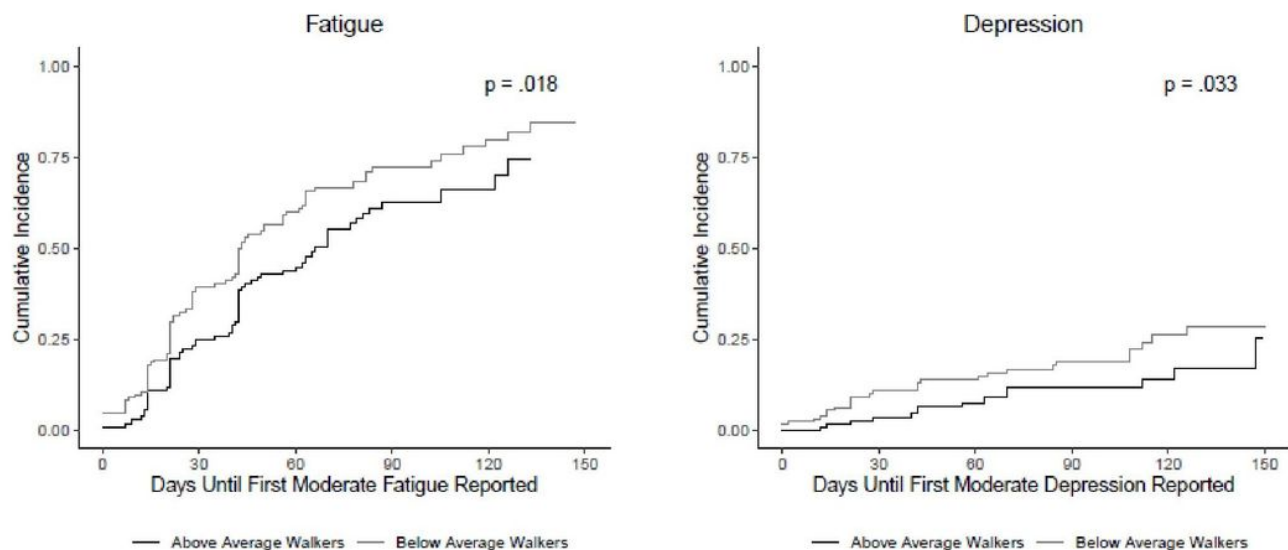 Fatigue
1.00
0.75
0.50
0.25
0.00
Cumulative Incidence
p = .018
0 30 60 90 120 150
Days Until First Moderate Fatigue Reported
Above Average Walkers Below Average Walkers
Depression
1.00
0.75
0.50
0.25
0.00
Cumulative Incidence
p = .033
0 30 60 90 120 150
Days Until First Moderate Depression Reported
Above Average Walkers Below Average Walkers